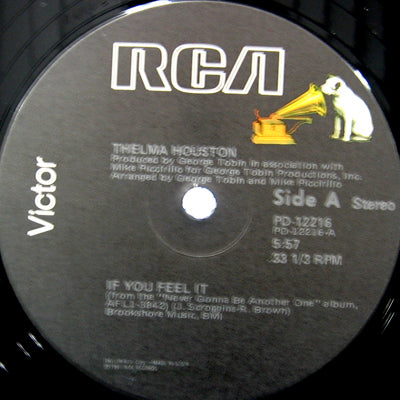 RCA
Victor
THELMA HOUSTON
Produced by George Tobin in association with
Mike Piccirillo for George Tobin Productions, Inc.
Arranged by George Tobin and Mike Piccirillo
Side A Stereo
PD-12216
PD-12216-A
5:57
33 1/3 RPM
IF YOU FEEL IT
(from the "Never Gonna Be Another One" album,
AFL1-3842) (J. Scroggins-R. Brown)
Brookshore Music, BMI)